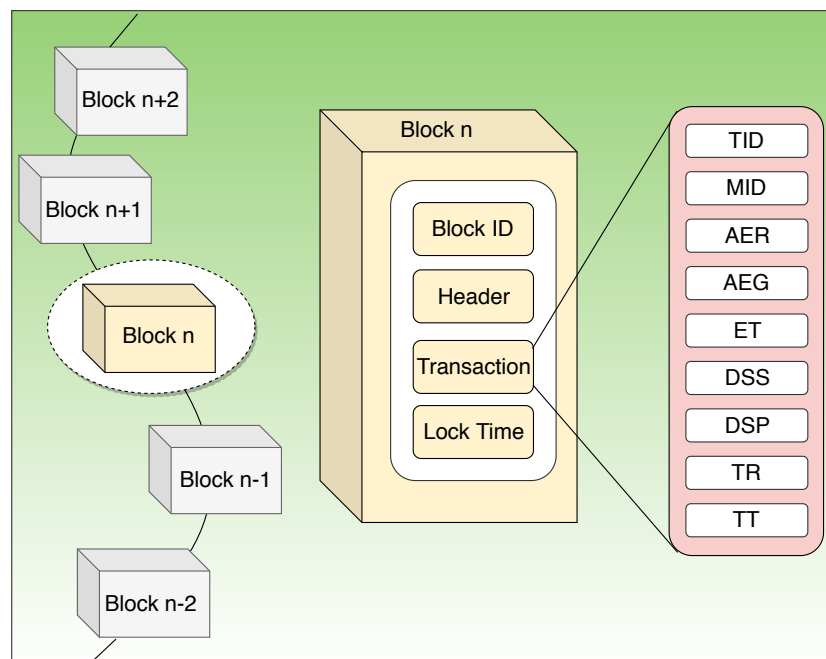 Block n+2
Block n+1
Block n
Block n-1
Block n-2
Block n
Block ID
Header
Transaction
Lock Time
TID
MID
AER
AEG
ET
DSS
DSP
TR
TT